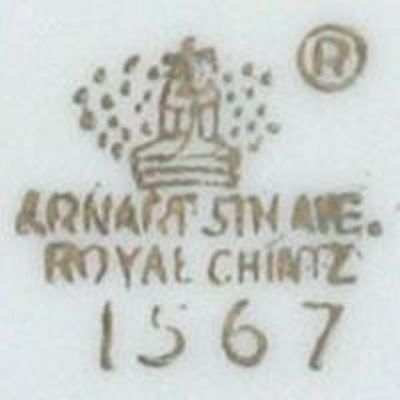 ®
ARNART 5TH AVE.
ROYAL CHINTZ
1567